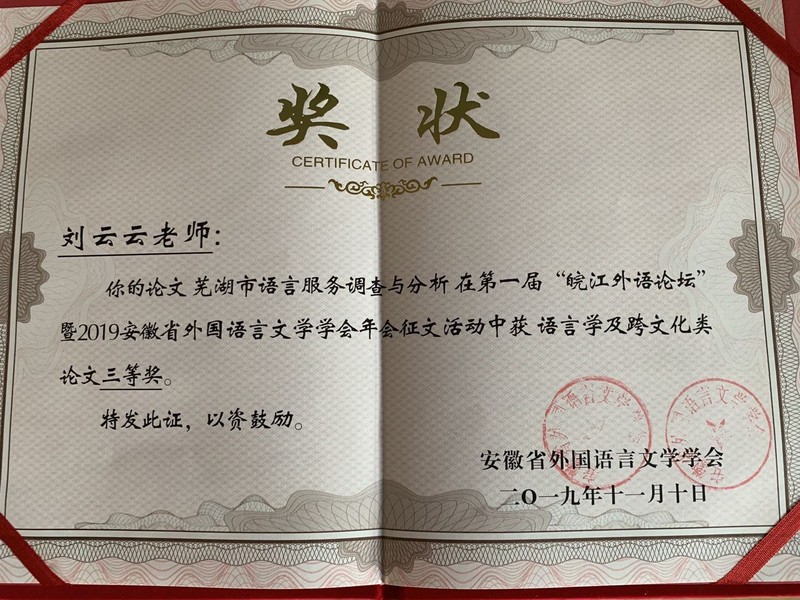 奖 状
CERTIFICATE OF AWARD
刘云云老师：
你的论文 芜湖市语言服务调查与分析 在第一届“皖江外语论坛”
暨2019安徽省外国语言文学学会年会征文活动中获 语言学及跨文化类
论文三等奖。
特发此证，以资鼓励。
安徽省外国语言文学学会
二〇一九年十一月十日